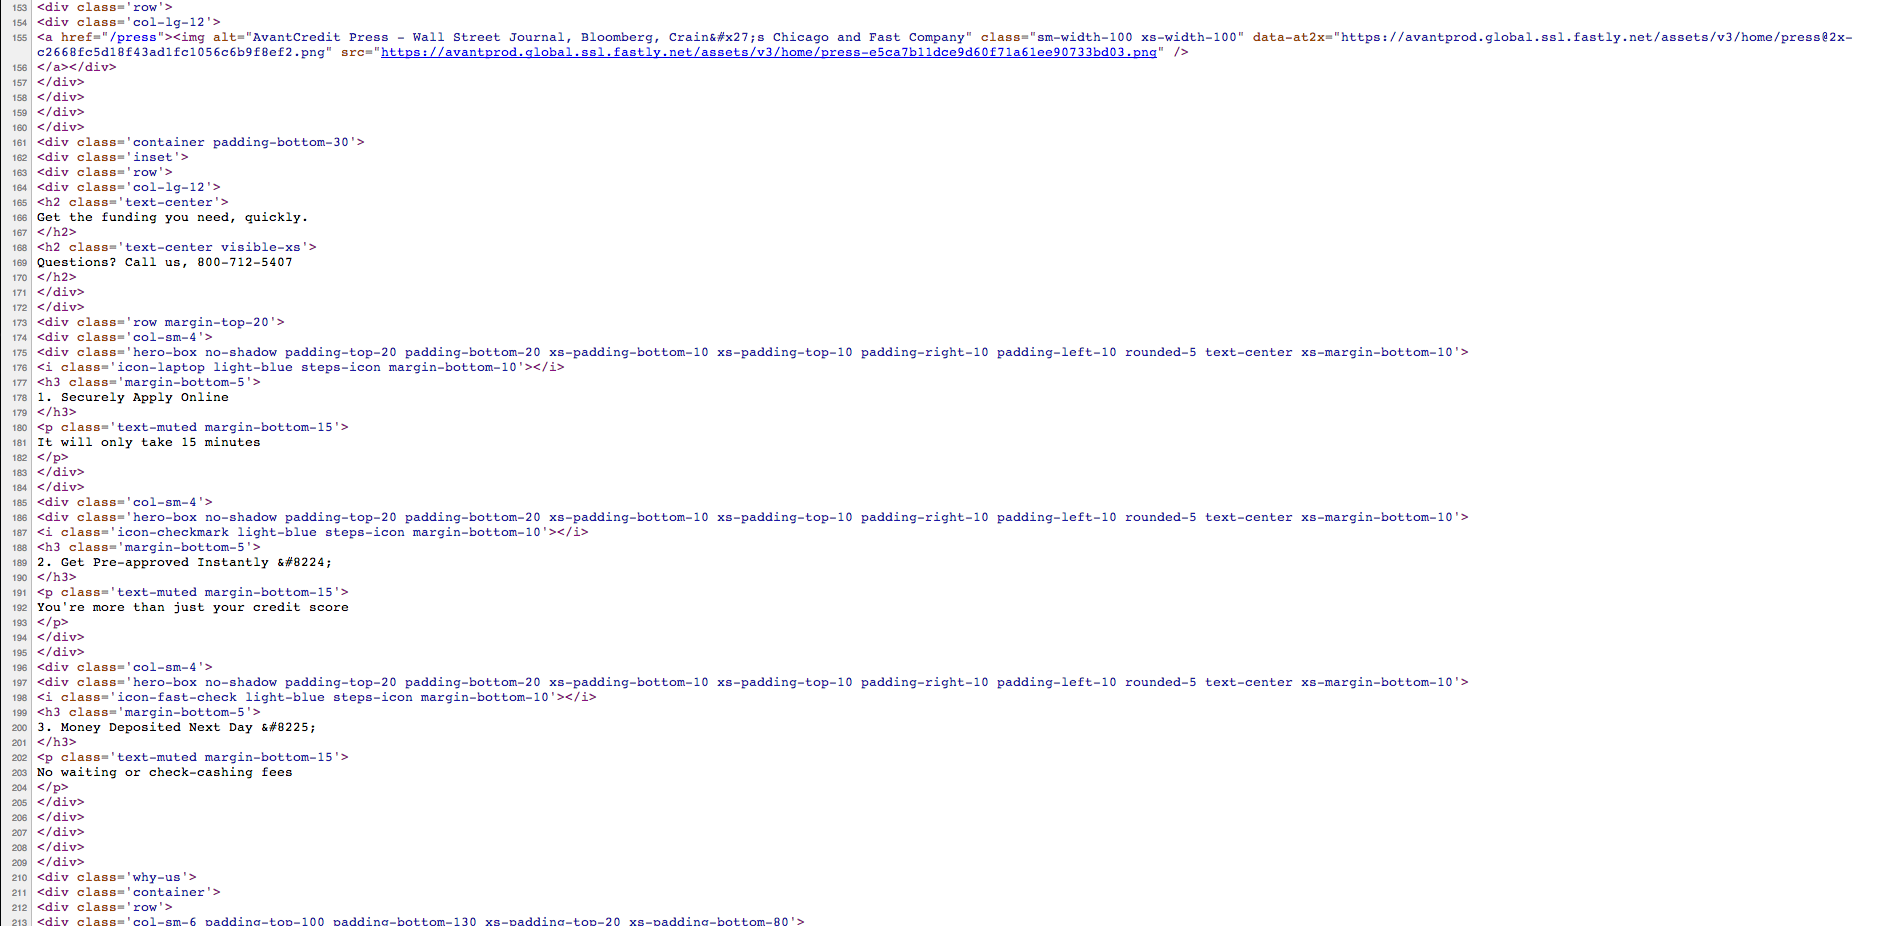 153 <div class='row'>
154 <div class='col-lg-12'>
155 <a href="/press"><img alt="AvantCredit Press - Wall Street Journal, Bloomberg, Crain&#x27;s Chicago and Fast Company" class="sm-width-100 xs-width-100" data-at2x="https://avantprod.global.ssl.fastly.net/assets/v3/home/press@2x-
c2668fc5d18f43ad1fc1056c6b9f8ef2.png" src="https://avantprod.global.ssl.fastly.net/assets/v3/home/press-e5ca7b11dce9d60f71a61ee90733bd03.png" />
156 </a></div>
157 </div>
158 </div>
159 </div>
160 </div>
161 <div class='container padding-bottom-30'>
162 <div class='inset'>
163 <div class='row'>
164 <div class='col-lg-12'>
165 <h2 class='text-center'>
166 Get the funding you need, quickly.
167 </h2>
168 <h2 class='text-center visible-xs'>
169 Questions? Call us, 800-712-5407
170 </h2>
171 </div>
172 </div>
173 <div class='row margin-top-20'>
174 <div class='col-sm-4'>
175 <div class='hero-box no-shadow padding-top-20 padding-bottom-20 xs-padding-bottom-10 xs-padding-top-10 padding-right-10 padding-left-10 rounded-5 text-center xs-margin-bottom-10'>
176 <i class='icon-laptop light-blue steps-icon margin-bottom-10'></i>
177 <h3 class='margin-bottom-5'>
178 1. Securely Apply Online
179 </h3>
180 <p class='text-muted margin-bottom-15'>
181 It will only take 15 minutes
182 </p>
183 </div>
184 </div>
185 <div class='col-sm-4'>
186 <div class='hero-box no-shadow padding-top-20 padding-bottom-20 xs-padding-bottom-10 xs-padding-top-10 padding-right-10 padding-left-10 rounded-5 text-center xs-margin-bottom-10'>
187 <i class='icon-checkmark light-blue steps-icon margin-bottom-10'></i>
188 <h3 class='margin-bottom-5'>
189 2. Get Pre-approved Instantly &#8224;
190 </h3>
191 <p class='text-muted margin-bottom-15'>
192 You're more than just your credit score
193 </p>
194 </div>
195 </div>
196 <div class='col-sm-4'>
197 <div class='hero-box no-shadow padding-top-20 padding-bottom-20 xs-padding-bottom-10 xs-padding-top-10 padding-right-10 padding-left-10 rounded-5 text-center xs-margin-bottom-10'>
198 <i class='icon-fast-check light-blue steps-icon margin-bottom-10'></i>
199 <h3 class='margin-bottom-5'>
200 3. Money Deposited Next Day &#8225;
201 </h3>
202 <p class='text-muted margin-bottom-15'>
203 No waiting or check-cashing fees
204 </p>
205 </div>
206 </div>
207 </div>
208 </div>
209 </div>
210 <div class='why-us'>
211 <div class='container'>
212 <div class='row'>
213 <div class='col-sm-6 padding-top-100 padding-bottom-130 xs-padding-top-20 xs-padding-bottom-80'>